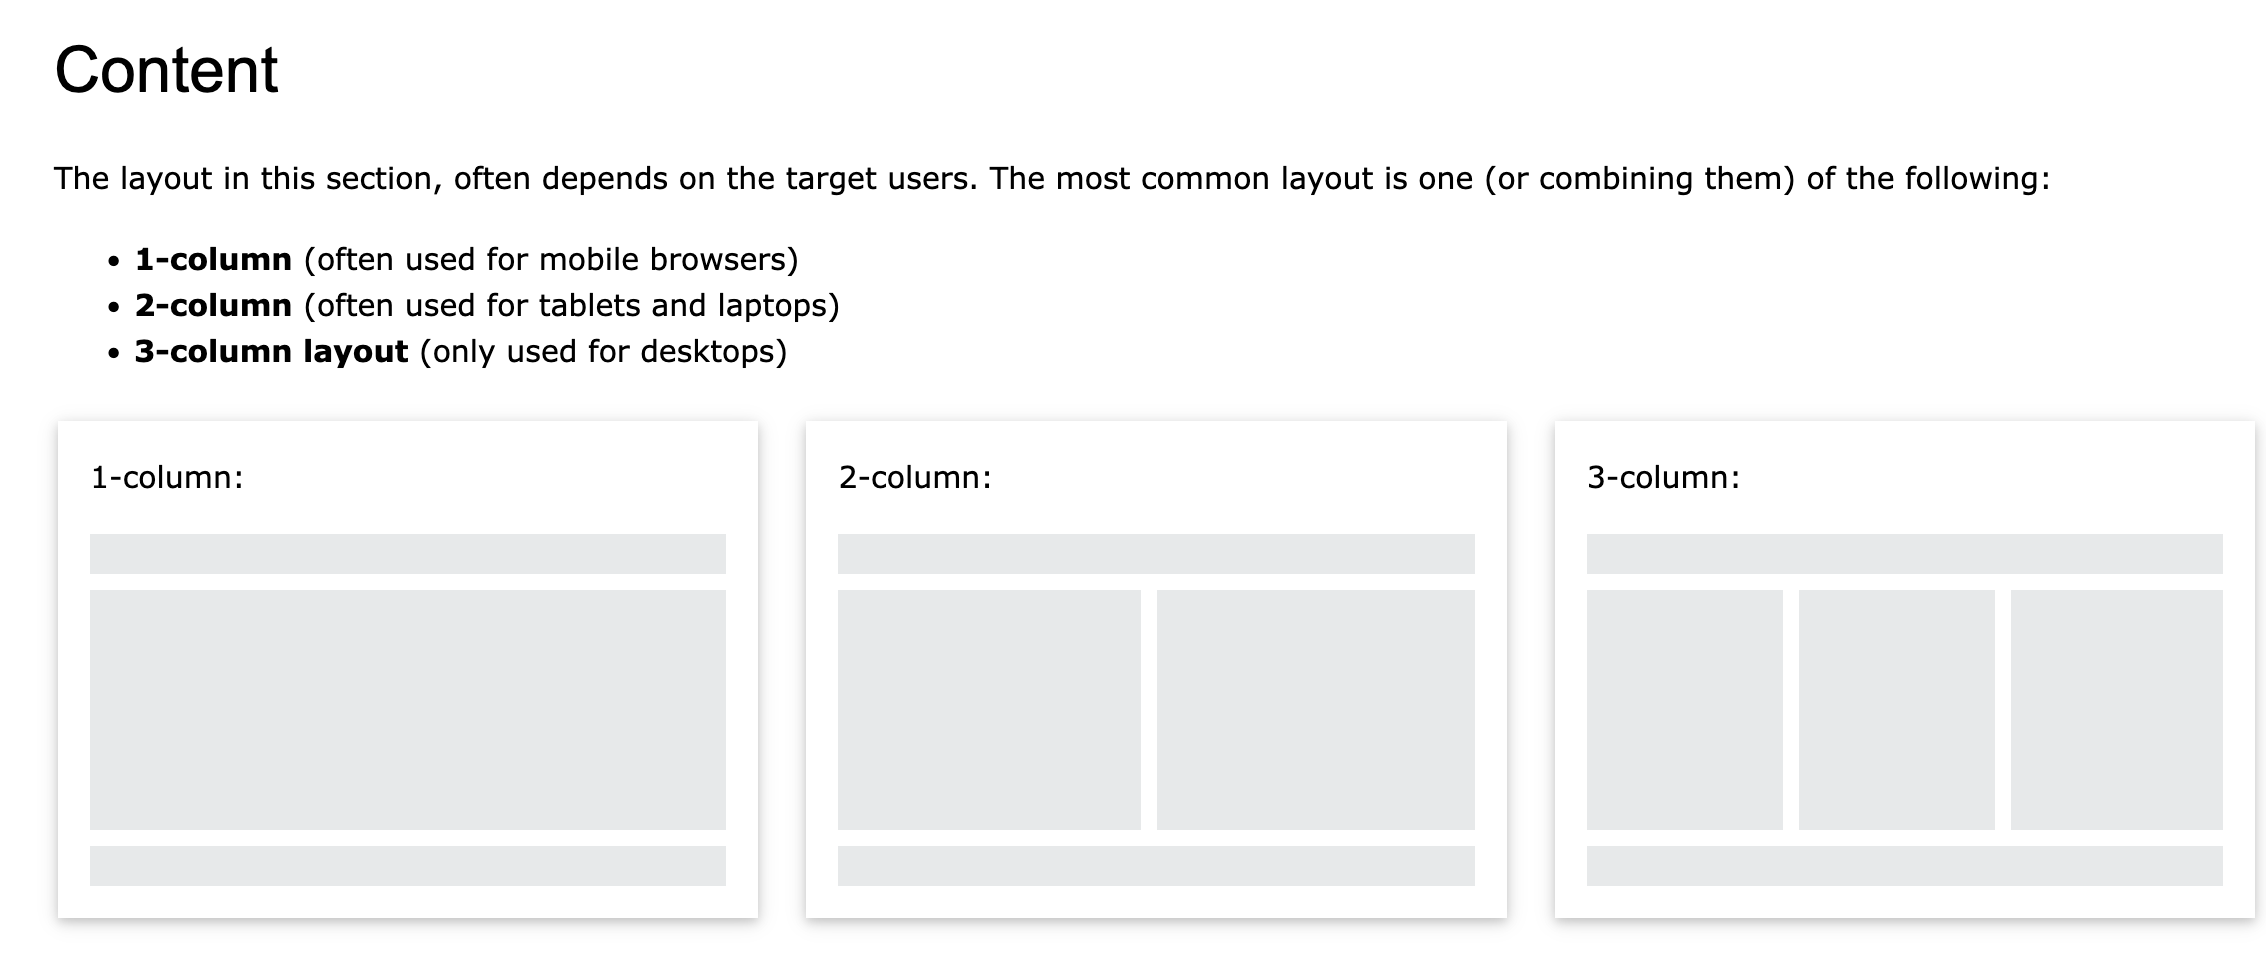 Content
The layout in this section, often depends on the target users. The most common layout is one (or combining them) of the following:
• 1-column (often used for mobile browsers)
• 2-column (often used for tablets and laptops)
• 3-column layout (only used for desktops)
1-column:
2-column:
3-column: